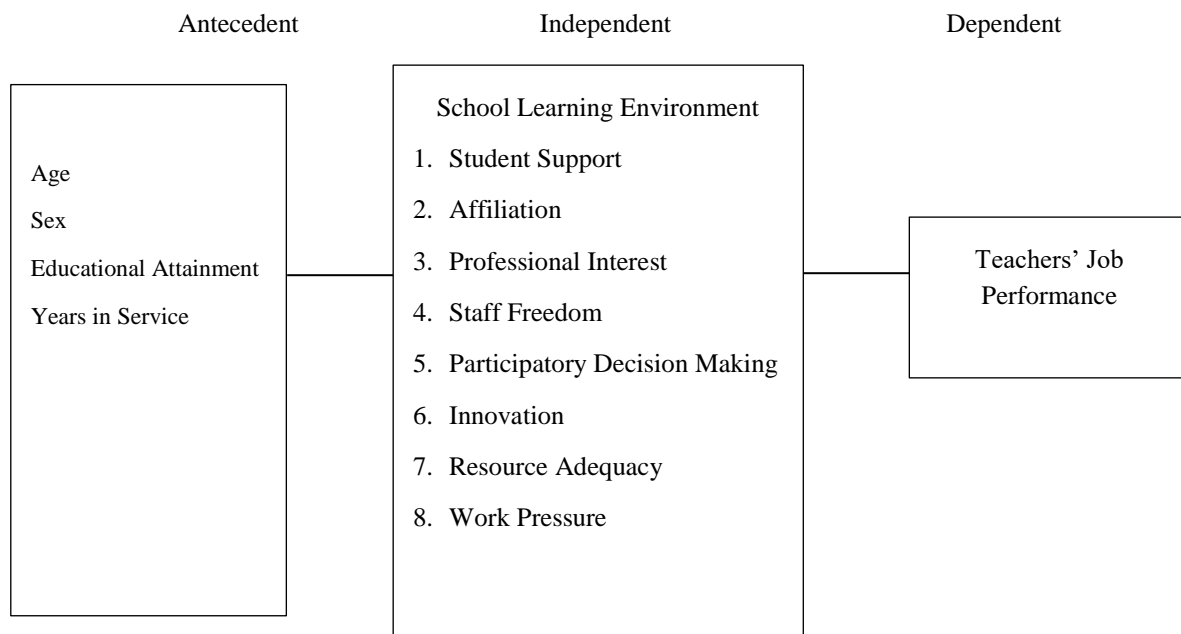 Antecedent Independent Dependent
Age
Sex
Educational Attainment
Years in Service
School Learning Environment
1. Student Support
2. Affiliation
3. Professional Interest
4. Staff Freedom
5. Participatory Decision Making
6. Innovation
7. Resource Adequacy
8. Work Pressure
Teachers’ Job
Performance